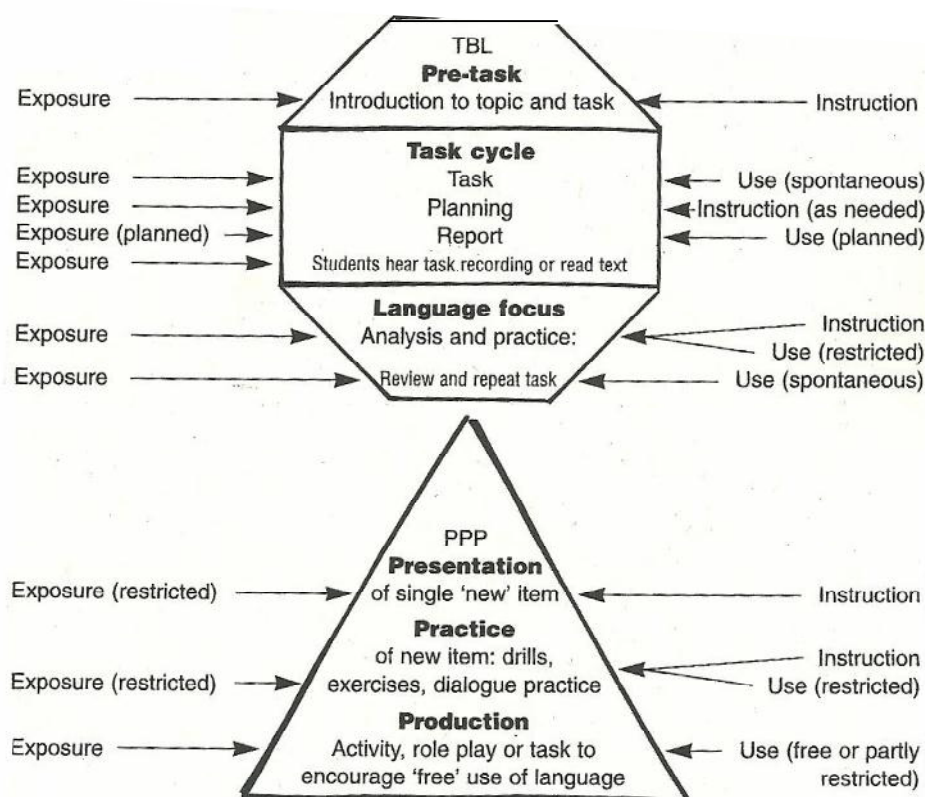 TBL
Pre-task
Exposure Introduction to topic and task Instruction
Task cycle
Exposure Task Use (spontaneous)
Exposure Planning Instruction (as needed)
Exposure (planned) Report Use (planned)
Exposure Students hear task recording or read text
Language focus
Exposure Analysis and practice: Instruction
Use (restricted)
Exposure Review and repeat task Use (spontaneous)
PPP
Presentation
Exposure (restricted) of single 'new' item Instruction
Practice
of new item: drills, Instruction
Exposure (restricted) exercises, dialogue practice Use (restricted)
Production
Exposure Activity, role play or task to Use (free or partly
encourage 'free' use of language restricted)